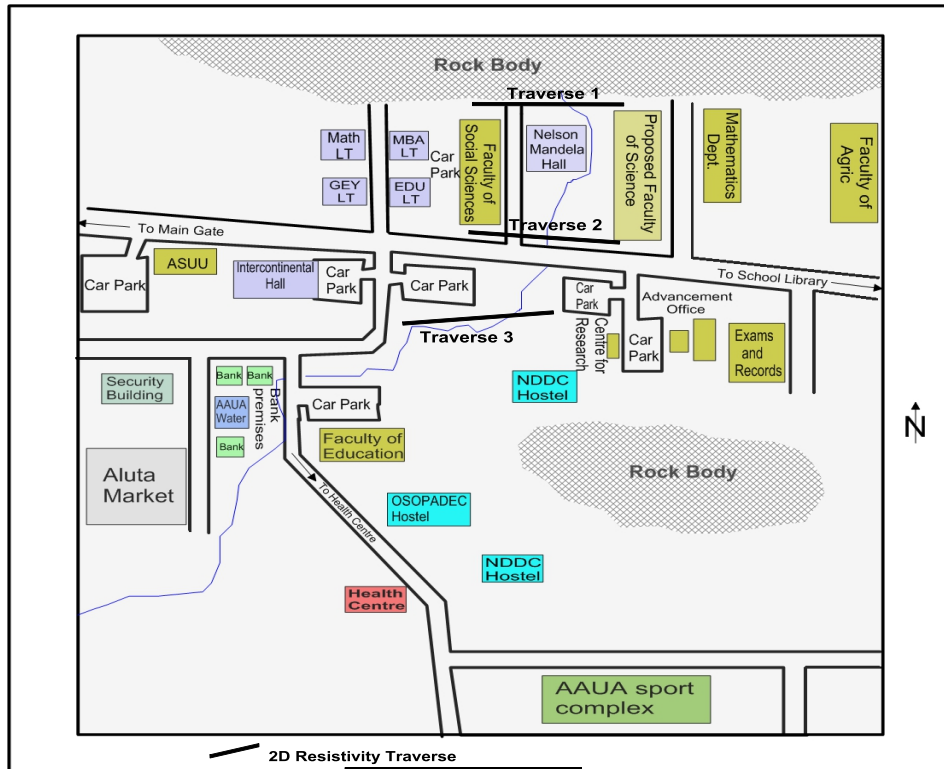 Rock Body
Traverse 1
Math
LT
MBA
LT
Car
Park
Faculty of
Social Sciences
Nelson
Mandela
Hall
Proposed Faculty
of Science
Mathematics
Dept.
Faculty of
Agric
GEY
LT
EDU
LT
Traverse 2
To Main Gate
ASUU
Car Park
Intercontinental
Hall
Car
Park
Car Park
Car
Park
To School Library
Advancement
Office
Traverse 3
Centre for
Research
Car
Park
Exams
and
Records
Security
Building
Bank
Bank
AAUA
Water
Bank
Bank
premises
Car Park
NDDC
Hostel
Faculty of
Education
N
Aluta
Market
Rock Body
To Health Centre
OSOPADEC
Hostel
NDDC
Hostel
Health
Centre
AAUA sport
complex
2D Resistivity Traverse